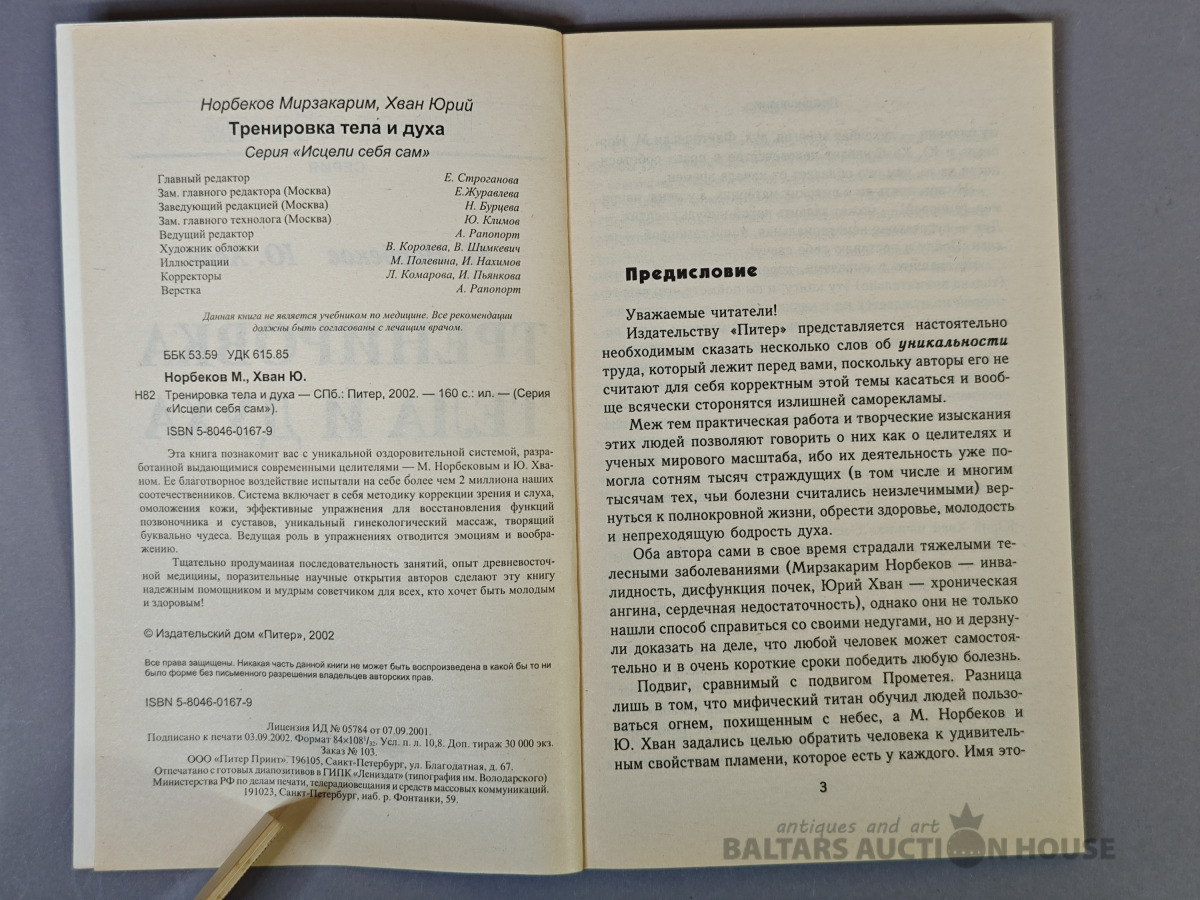 Норбеков Мирзакарим, Хван Юрий
Тренировка тела и духа
Серия «Исцели себя сам»
Главный редактор Е. Строганова
Зам. главного редактора (Москва) Е.Журавлева
Заведующий редакцией (Москва) Н. Бурцева
Зам. главного технолога (Москва) Ю. Климов
Ведущий редактор А. Рапопорт
Художник обложки В. Королева, В. Шимкевич
Иллюстрации М. Полевина, И. Нахимов
Корректоры Л. Комарова, И. Пьянкова
Верстка А. Рапопорт
Данная книга не является учебником по медицине. Все рекомендации
должны быть согласованы с лечащим врачом.
ББК 53.59 УДК 615.85
Норбеков М., Хван Ю.
Н82 Тренировка тела и духа — СПб.: Питер, 2002. — 160 с.: ил. — (Серия
«Исцели себя сам»).
ISBN 5-8046-0167-9
Эта книга познакомит вас с уникальной оздоровительной системой, разра-
ботанной выдающимися современными целителями — М. Норбековым и Ю. Хва-
ном. Ее благотворное воздействие испытали на себе более чем 2 миллиона наших
соотечественников. Система включает в себя методику коррекции зрения и слуха,
омоложения кожи, эффективные упражнения для восстановления функций
позвоночника и суставов, уникальный гинекологический массаж, творящий
буквально чудеса. Ведущая роль в упражнениях отводится эмоциям и вообра-
жению.
Тщательно продуманная последовательность занятий, опыт древневосточ-
ной медицины, поразительные научные открытия авторов сделают эту книгу
надежным помощником и мудрым советчиком для всех, кто хочет быть молодым
и здоровым!
© Издательский дом «Питер», 2002
Все права защищены. Никакая часть данной книги не может быть воспроизведена в какой бы то ни
было форме без письменного разрешения владельцев авторских прав.
ISBN 5-8046-0167-9
Лицензия ИД № 05784 от 07.09.2001.
Подписано к печати 03.09.2002. Формат 84×108¹/₃₂. Усл. п. л. 10,8. Доп. тираж 30 000 экз.
Заказ № 103.
ООО «Питер Принт». 196105, Санкт-Петербург, ул. Благодатная, д. 67.
Отпечатано с готовых диапозитивов в ГИПК «Лениздат» (типография им. Володарского)
Министерства РФ по делам печати, телерадиовещания и средств массовых коммуникаций.
191023, Санкт-Петербург, наб. р. Фонтанки, 59.
Предисловие
Уважаемые читатели!
Издательству «Питер» представляется настоятельно
необходимым сказать несколько слов об уникальности
труда, который лежит перед вами, поскольку авторы его не
считают для себя корректным этой темы касаться и вооб-
ще всячески сторонятся излишней саморекламы.
Меж тем практическая работа и творческие изыскания
этих людей позволяют говорить о них как о целителях и
ученых мирового масштаба, ибо их деятельность уже по-
могла сотням тысяч страждущих (в том числе и многим
тысячам тех, чьи болезни считались неизлечимыми) вер-
нуться к полнокровной жизни, обрести здоровье, молодость
и непреходящую бодрость духа.
Оба автора сами в свое время страдали тяжелыми те-
лесными заболеваниями (Мирзакарим Норбеков — инва-
лидность, дисфункция почек, Юрий Хван — хроническая
ангина, сердечная недостаточность), однако они не только
нашли способ справиться со своими недугами, но и дерзну-
ли доказать на деле, что любой человек может самостоя-
тельно и в очень короткие сроки победить любую болезнь.
Подвиг, сравнимый с подвигом Прометея. Разница
лишь в том, что мифический титан обучил людей пользо-
ваться огнем, похищенным с небес, а М. Норбеков и
Ю. Хван задались целью обратить человека к удивитель-
ным свойствам пламени, которое есть у каждого. Имя это-
3
antiques and art
BALTARS AUCTION HOUSE